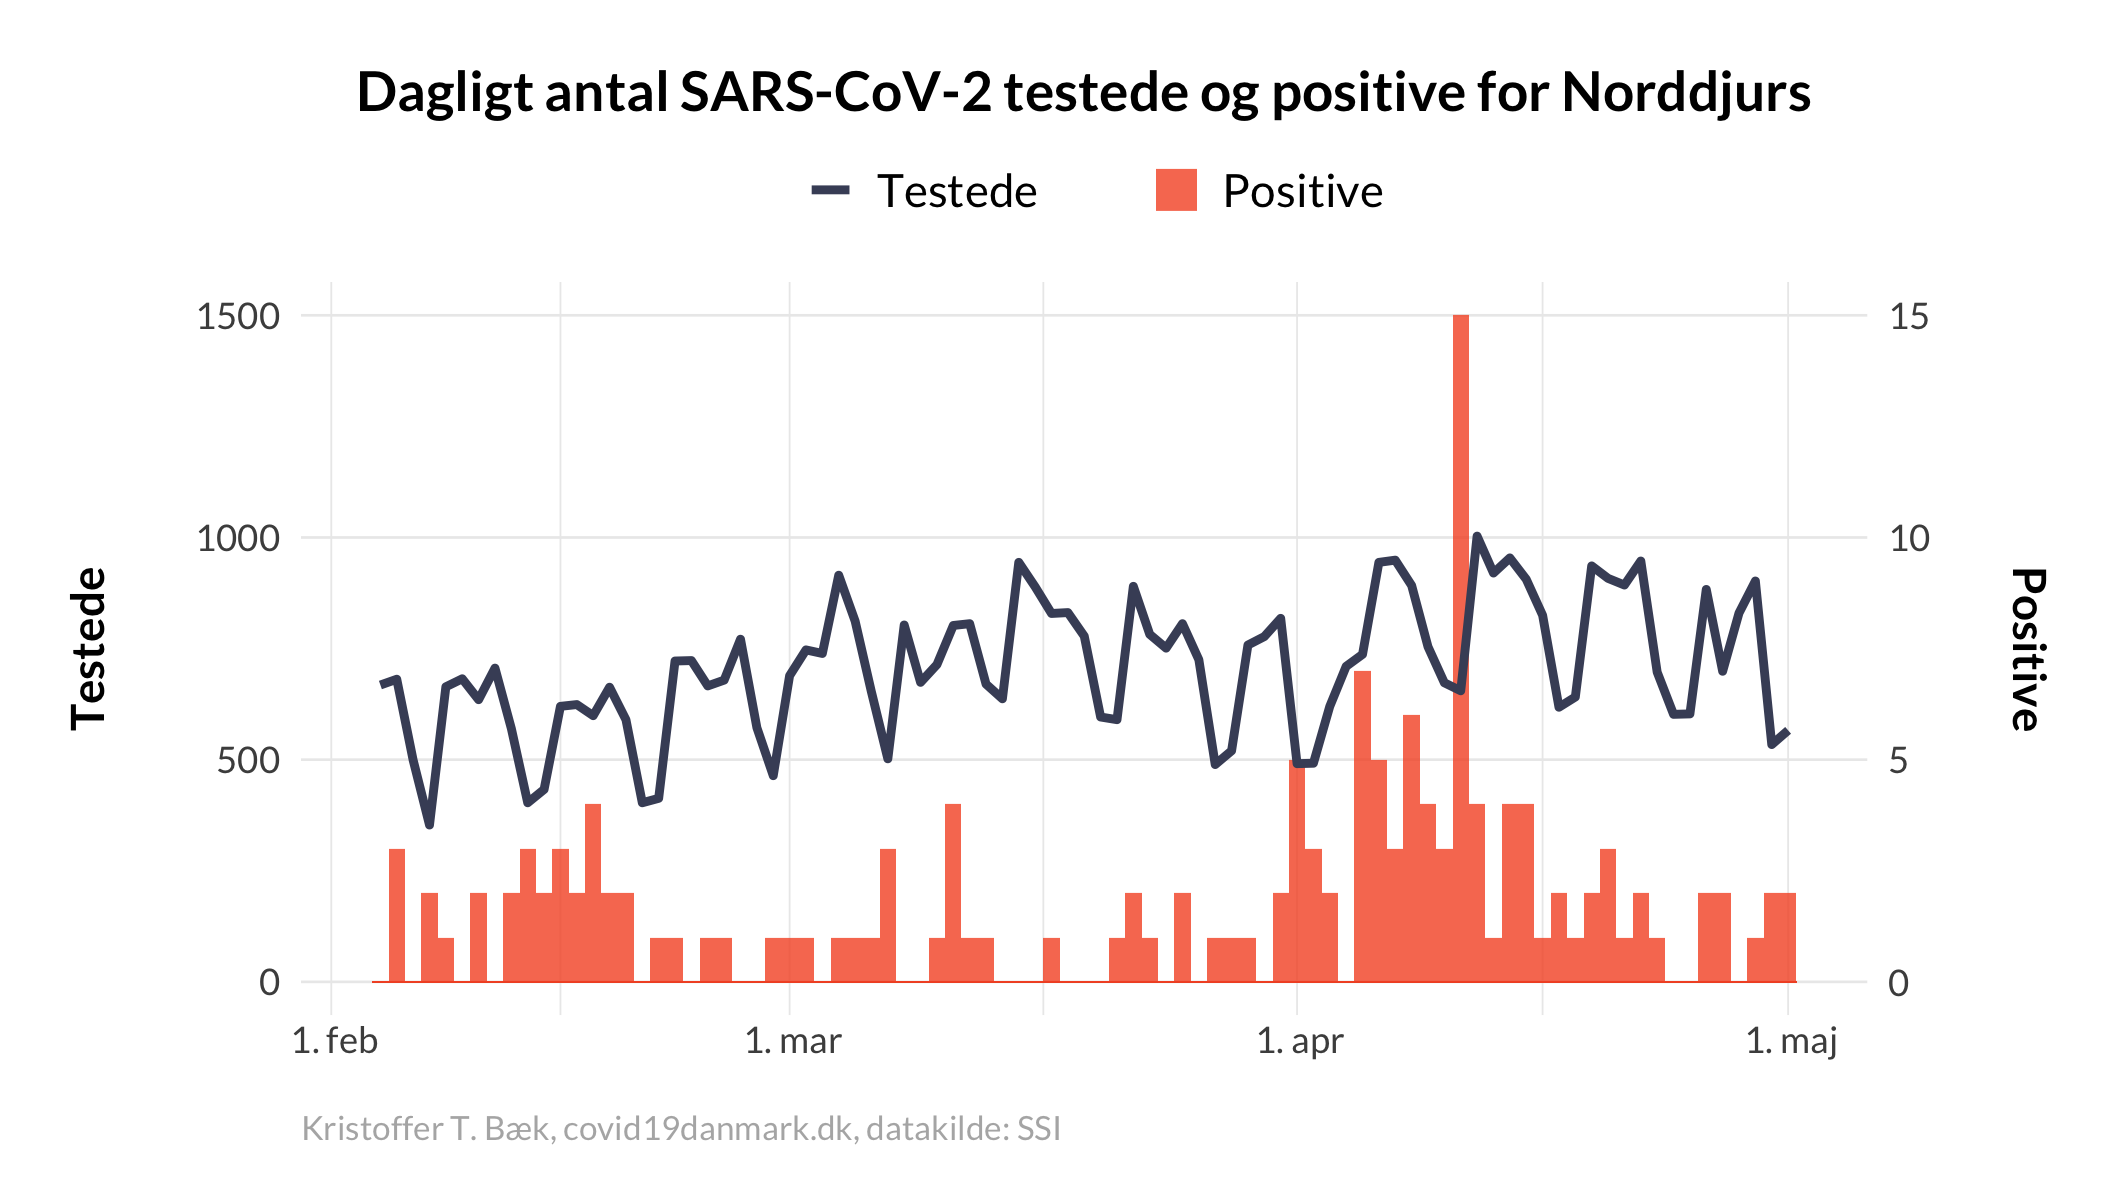 Dagligt antal SARS-CoV-2 testede og positive for Norddjurs
Testede Positive
1500 15
1000 10
500 5
0 0
Testede
Positive
1. feb 1. mar 1. apr 1. maj
Kristoffer T. Bæk, covid19danmark.dk, datakilde: SSI